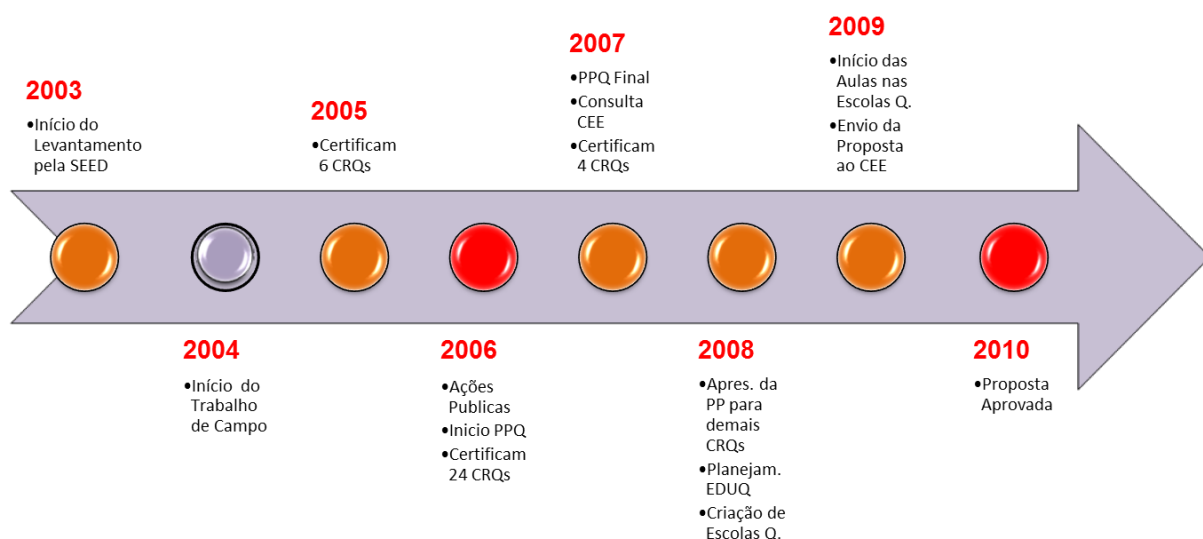 2003
•Início do
Levantamento
pela SEED
2004
•Início do
Trabalho
de Campo
2005
•Certificam
6 CRQs
2006
•Ações
Publicas
•Inicio PPQ
•Certificam
24 CRQs
2007
•PPQ Final
•Consulta
CEE
•Certificam
4 CRQs
2008
•Apres. da
PP para
demais
CRQs
•Planejam.
EDUQ
•Criação de
Escolas Q.
2009
•Início das
Aulas nas
Escolas Q.
•Envio da
Proposta
ao CEE
2010
•Proposta
Aprovada